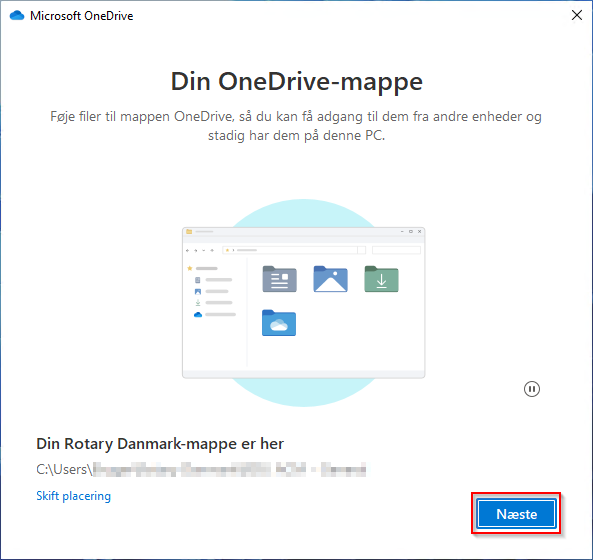 Microsoft OneDrive
Din OneDrive-mappe
Føje filer til mappen OneDrive, så du kan få adgang til dem fra andre enheder og
stadig har dem på denne PC.
Din Rotary Danmark-mappe er her
C:\Users\
Skift placering
Næste